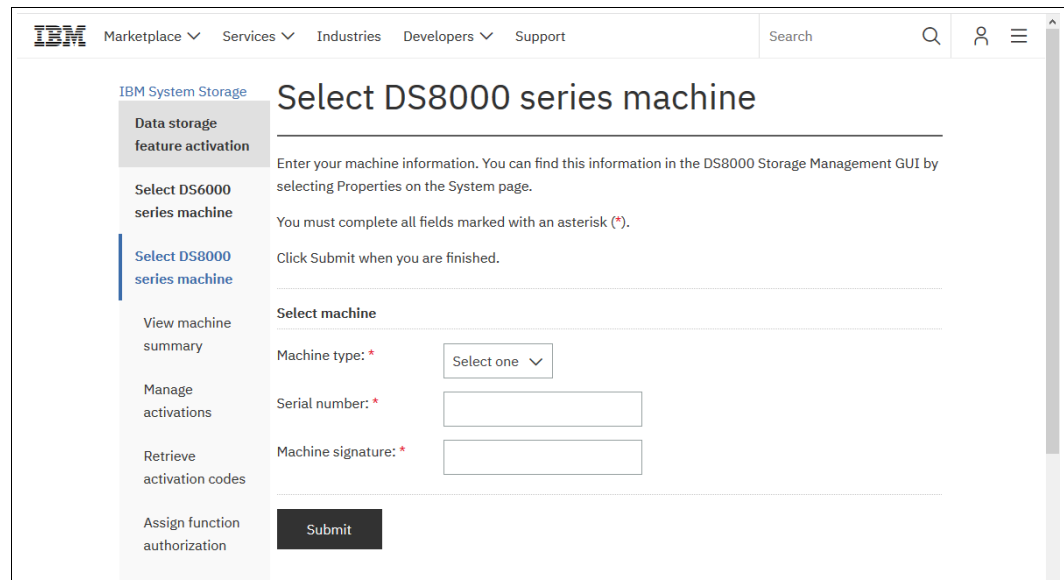 IBM Marketplace Services Industries Developers Support Search
IBM System Storage
Data storage
feature activation
Select DS6000
series machine
Select DS8000
series machine
View machine
summary
Manage
activations
Retrieve
activation codes
Assign function
authorization
Select DS8000 series machine
Enter your machine information. You can find this information in the DS8000 Storage Management GUI by
selecting Properties on the System page.
You must complete all fields marked with an asterisk (*).
Click Submit when you are finished.
Select machine
Machine type: * Select one
Serial number: *
Machine signature: *
Submit